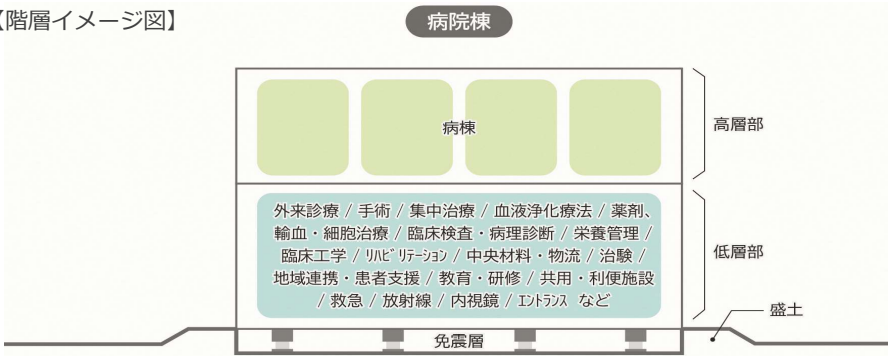 【階層イメージ図】
病院棟
病棟
高層部
外来診療 / 手術 / 集中治療 / 血液浄化療法 / 薬剤、
輸血・細胞治療 / 臨床検査・病理診断 / 栄養管理 /
臨床工学 / リハビリテーション / 中央材料・物流 / 治験 /
地域連携・患者支援 / 教育・研修 / 共用・利便施設
/ 救急 / 放射線 / 内視鏡 / エントランス など
低層部
盛土
免震層